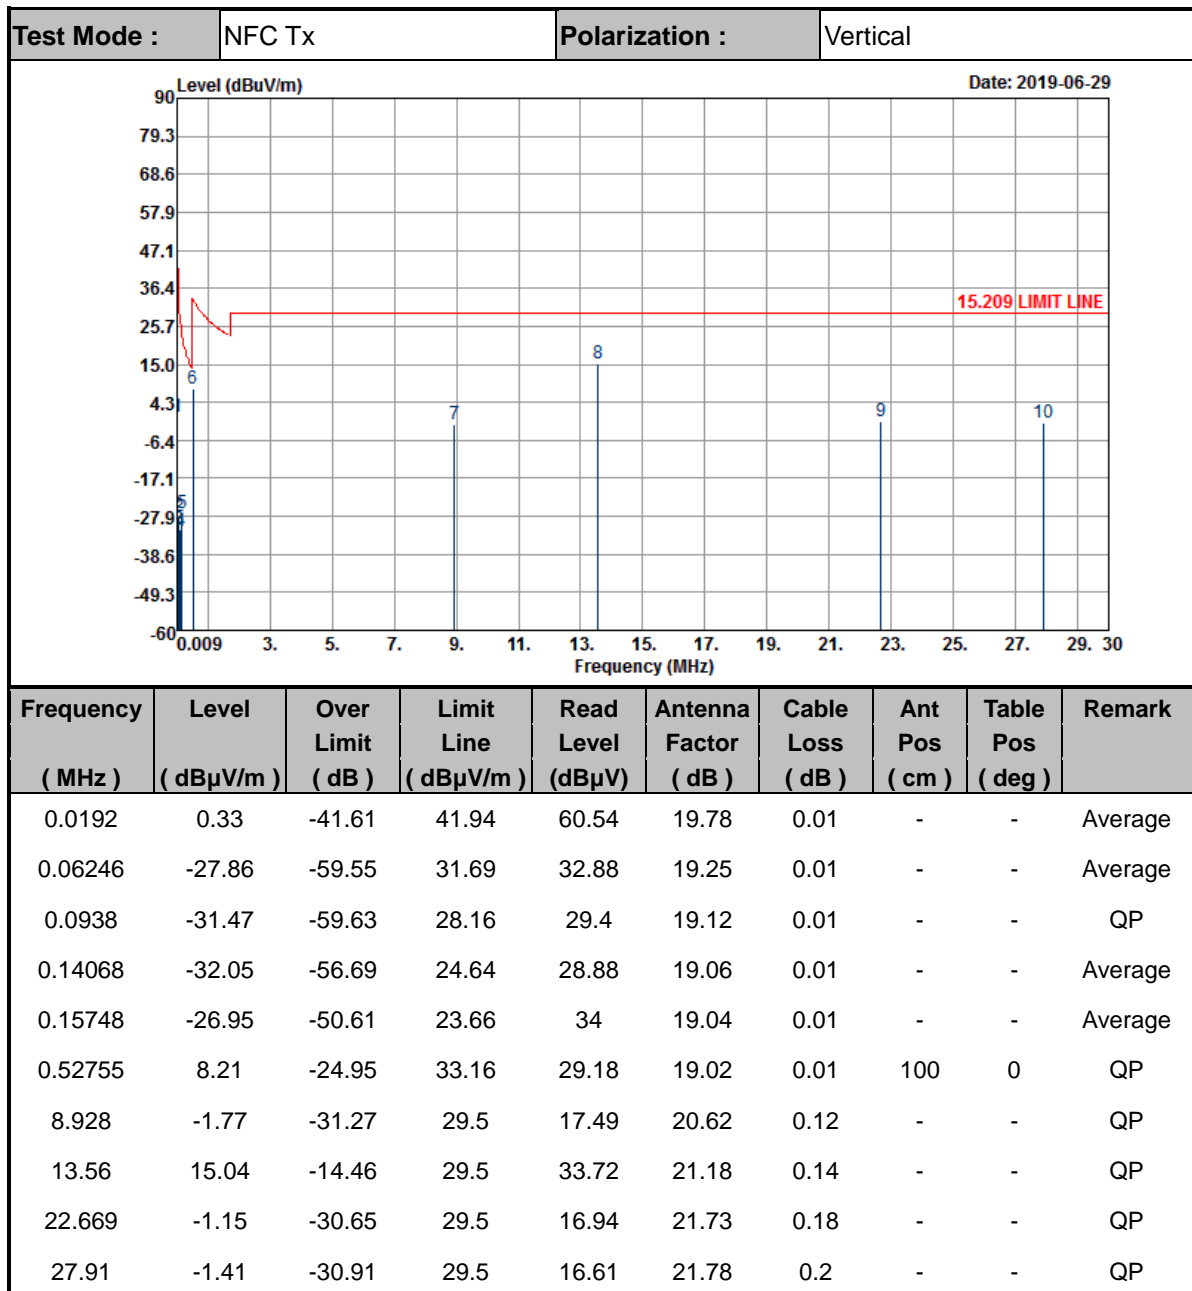 Test Mode : NFC Tx Polarization : Vertical
Level (dBuV/m) Date: 2019-06-29
90
79.3
68.6
57.9
47.1
36.4
15.209 LIMIT LINE
25.7
8
15.0
6
4.3
7 9 10
-6.4
-17.1
5
-27.9
-38.6
-49.3
-60
0.009 3. 5. 7. 9. 11. 13. 15. 17. 19. 21. 23. 25. 27. 29. 30
Frequency (MHz)
Frequency Level Over Limit Read Antenna Cable Ant Table Remark
Limit Line Level Factor Loss Pos Pos
( MHz ) ( dBµV/m ) ( dB ) ( dBµV/m ) (dBµV) ( dB ) ( dB ) ( cm ) ( deg )
0.0192 0.33 -41.61 41.94 60.54 19.78 0.01 - - Average
0.06246 -27.86 -59.55 31.69 32.88 19.25 0.01 - - Average
0.0938 -31.47 -59.63 28.16 29.4 19.12 0.01 - - QP
0.14068 -32.05 -56.69 24.64 28.88 19.06 0.01 - - Average
0.15748 -26.95 -50.61 23.66 34 19.04 0.01 - - Average
0.52755 8.21 -24.95 33.16 29.18 19.02 0.01 100 0 QP
8.928 -1.77 -31.27 29.5 17.49 20.62 0.12 - - QP
13.56 15.04 -14.46 29.5 33.72 21.18 0.14 - - QP
22.669 -1.15 -30.65 29.5 16.94 21.73 0.18 - - QP
27.91 -1.41 -30.91 29.5 16.61 21.78 0.2 - - QP